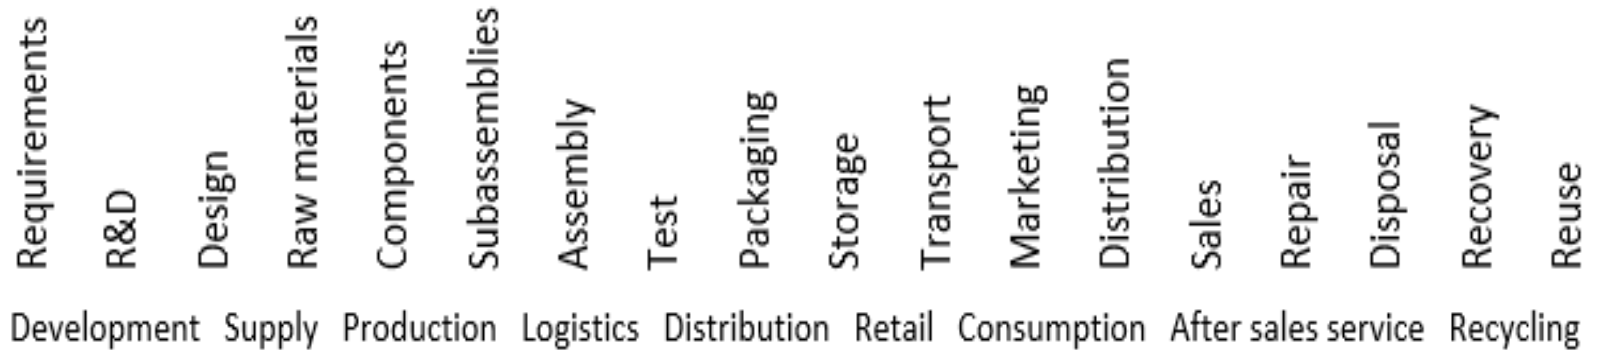 Requirements
R&D
Design
Raw materials
Components
Subassemblies
Assembly
Test
Packaging
Storage
Transport
Marketing
Distribution
Sales
Repair
Disposal
Recovery
Reuse
Development Supply Production Logistics Distribution Retail Consumption After sales service Recycling